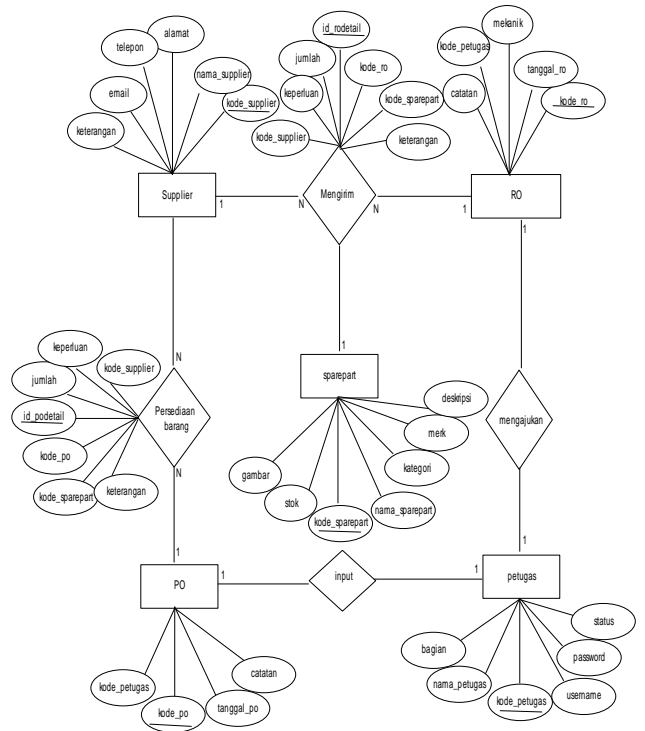 alamat
telepon
email
keterangan
nama_supplier
kode_supplier
id_rodetail
jumlah
keperluan
kode_supplier
kode_ro
kode_sparepart
keterangan
mekanik
kode_petugas
catatan
tanggal_ro
kode_ro
Supplier
1
N
Mengirim
N
1
RO
1
1
N
keperluan
kode_supplier
jumlah
id_podetail
kode_po
kode_sparepart
keterangan
Persediaan
barang
N
1
sparepart
deskripsi
merk
kategori
nama_sparepart
kode_sparepart
stok
gambar
mengajukan
1
PO
1
input
1
petugas
kode_petugas
kode_po
tanggal_po
catatan
bagian
nama_petugas
kode_petugas
username
password
status